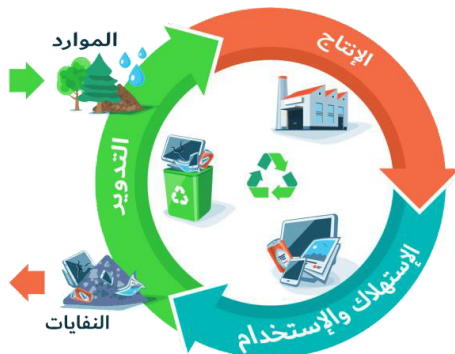 الموارد
الإنتاج
التدوير
الإستهلاك والإستخدام
النفايات